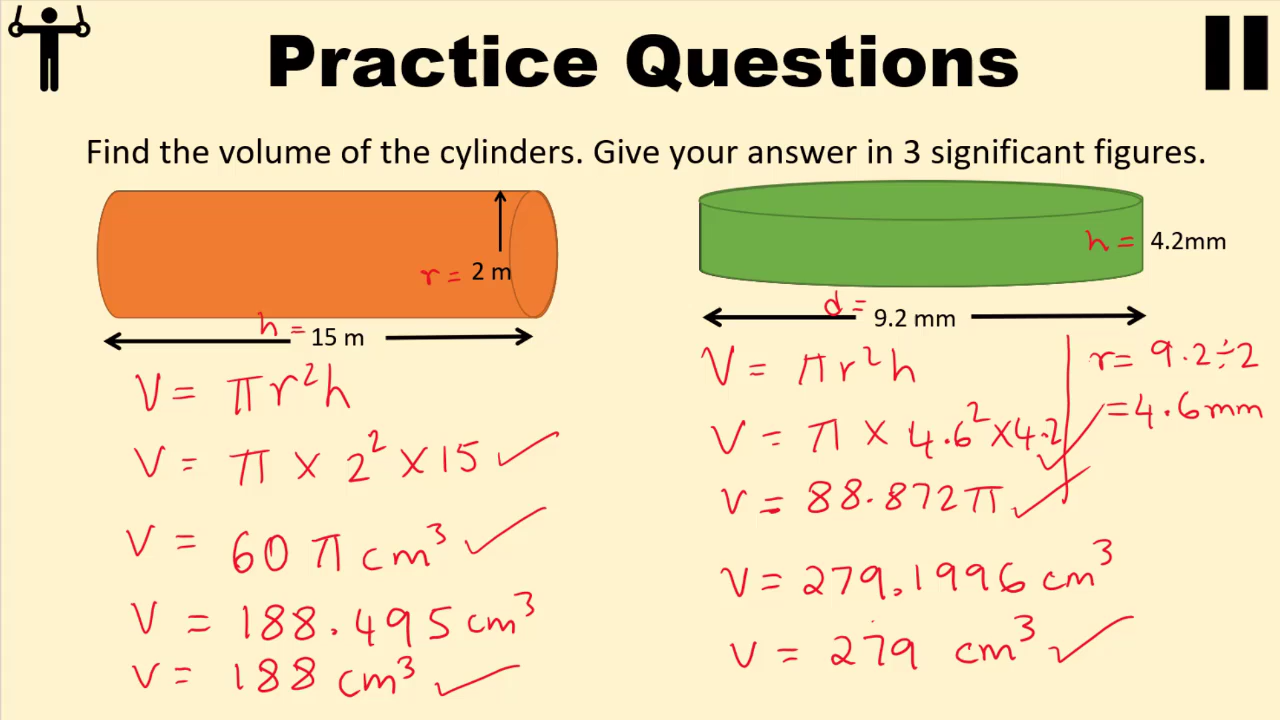 Practice Questions
Find the volume of the cylinders. Give your answer in 3 significant figures.
r = 2 m
h = 15 m
V = πr²h
V = π × 2² × 15 ✓
V = 60 π cm³ ✓
V = 188.495 cm³
V = 188 cm³ ✓
h = 4.2mm
d = 9.2 mm
V = πr²h
V = π × 4.6² × 4.2 ✓
V = 88.872π ✓
V = 279.1996 cm³
V = 279 cm³ ✓
r = 9.2 ÷ 2
= 4.6mm